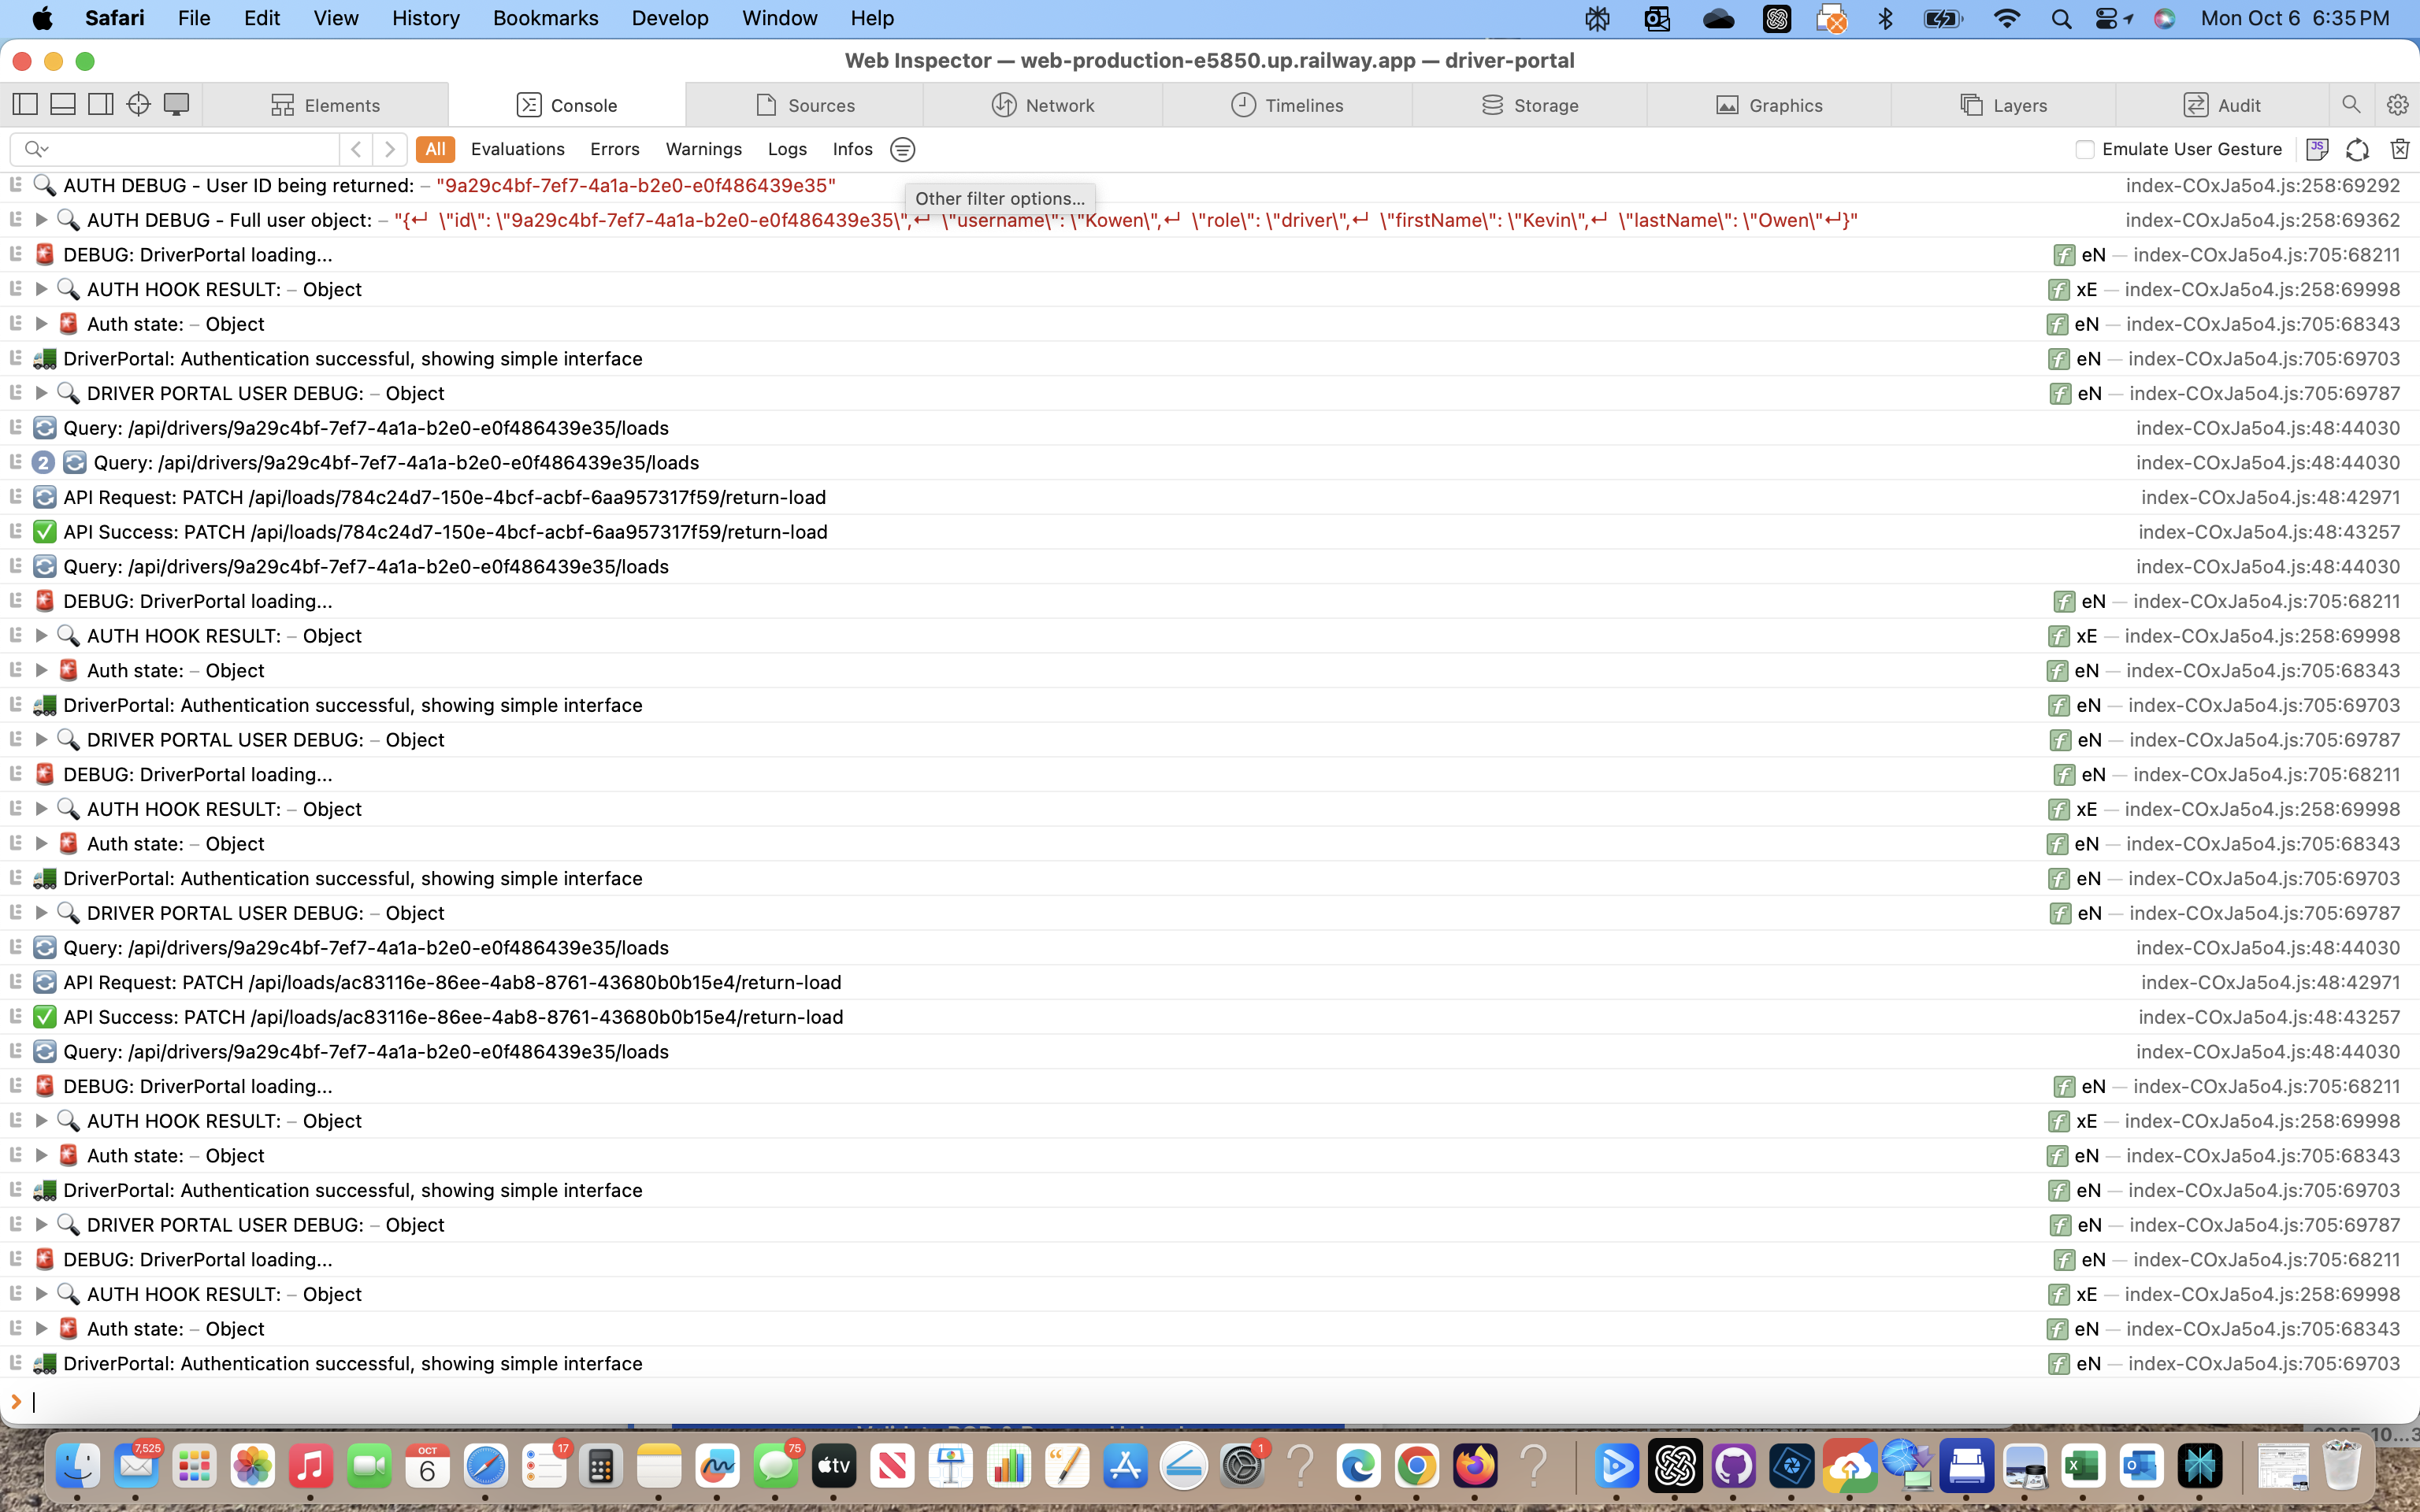 Safari File Edit View History Bookmarks Develop Window Help Mon Oct 6 6:35 PM
Web Inspector — web-production-e5850.up.railway.app — driver-portal
Elements Console Sources Network Timelines Storage Graphics Layers Audit
All Evaluations Errors Warnings Logs Infos Emulate User Gesture
AUTH DEBUG - User ID being returned: – "9a29c4bf-7ef7-4a1a-b2e0-e0f486439e35" index-COxJa5o4.js:258:69292
Other filter options...
AUTH DEBUG - Full user object: – "{↵ \"id\": \"9a29c4bf-7ef7-4a1a-b2e0-e0f486439e35\",↵ \"username\": \"Kowen\",↵ \"role\": \"driver\",↵ \"firstName\": \"Kevin\",↵ \"lastName\": \"Owen\"↵}" index-COxJa5o4.js:258:69362
DEBUG: DriverPortal loading... f eN — index-COxJa5o4.js:705:68211
AUTH HOOK RESULT: – Object f xE — index-COxJa5o4.js:258:69998
Auth state: – Object f eN — index-COxJa5o4.js:705:68343
DriverPortal: Authentication successful, showing simple interface f eN — index-COxJa5o4.js:705:69703
DRIVER PORTAL USER DEBUG: – Object f eN — index-COxJa5o4.js:705:69787
Query: /api/drivers/9a29c4bf-7ef7-4a1a-b2e0-e0f486439e35/loads index-COxJa5o4.js:48:44030
2 Query: /api/drivers/9a29c4bf-7ef7-4a1a-b2e0-e0f486439e35/loads index-COxJa5o4.js:48:44030
API Request: PATCH /api/loads/784c24d7-150e-4bcf-acbf-6aa957317f59/return-load index-COxJa5o4.js:48:42971
API Success: PATCH /api/loads/784c24d7-150e-4bcf-acbf-6aa957317f59/return-load index-COxJa5o4.js:48:43257
Query: /api/drivers/9a29c4bf-7ef7-4a1a-b2e0-e0f486439e35/loads index-COxJa5o4.js:48:44030
DEBUG: DriverPortal loading... f eN — index-COxJa5o4.js:705:68211
AUTH HOOK RESULT: – Object f xE — index-COxJa5o4.js:258:69998
Auth state: – Object f eN — index-COxJa5o4.js:705:68343
DriverPortal: Authentication successful, showing simple interface f eN — index-COxJa5o4.js:705:69703
DRIVER PORTAL USER DEBUG: – Object f eN — index-COxJa5o4.js:705:69787
DEBUG: DriverPortal loading... f eN — index-COxJa5o4.js:705:68211
AUTH HOOK RESULT: – Object f xE — index-COxJa5o4.js:258:69998
Auth state: – Object f eN — index-COxJa5o4.js:705:68343
DriverPortal: Authentication successful, showing simple interface f eN — index-COxJa5o4.js:705:69703
DRIVER PORTAL USER DEBUG: – Object f eN — index-COxJa5o4.js:705:69787
Query: /api/drivers/9a29c4bf-7ef7-4a1a-b2e0-e0f486439e35/loads index-COxJa5o4.js:48:44030
API Request: PATCH /api/loads/ac83116e-86ee-4ab8-8761-43680b0b15e4/return-load index-COxJa5o4.js:48:42971
API Success: PATCH /api/loads/ac83116e-86ee-4ab8-8761-43680b0b15e4/return-load index-COxJa5o4.js:48:43257
Query: /api/drivers/9a29c4bf-7ef7-4a1a-b2e0-e0f486439e35/loads index-COxJa5o4.js:48:44030
DEBUG: DriverPortal loading... f eN — index-COxJa5o4.js:705:68211
AUTH HOOK RESULT: – Object f xE — index-COxJa5o4.js:258:69998
Auth state: – Object f eN — index-COxJa5o4.js:705:68343
DriverPortal: Authentication successful, showing simple interface f eN — index-COxJa5o4.js:705:69703
DRIVER PORTAL USER DEBUG: – Object f eN — index-COxJa5o4.js:705:69787
DEBUG: DriverPortal loading... f eN — index-COxJa5o4.js:705:68211
AUTH HOOK RESULT: – Object f xE — index-COxJa5o4.js:258:69998
Auth state: – Object f eN — index-COxJa5o4.js:705:68343
DriverPortal: Authentication successful, showing simple interface f eN — index-COxJa5o4.js:705:69703
7,525 OCT 6 17 75 tv 1